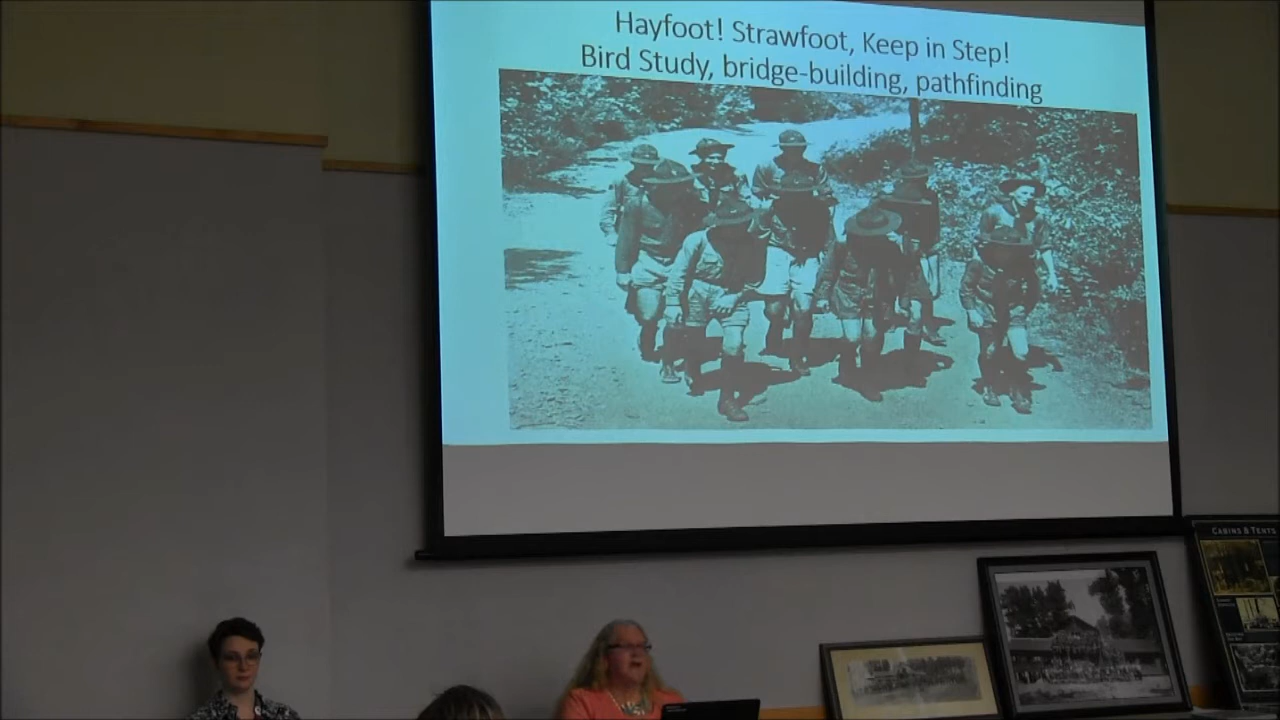 Hayfoot! Strawfoot, Keep in Step!
Bird Study, bridge-building, pathfinding
CABINS & TENTS